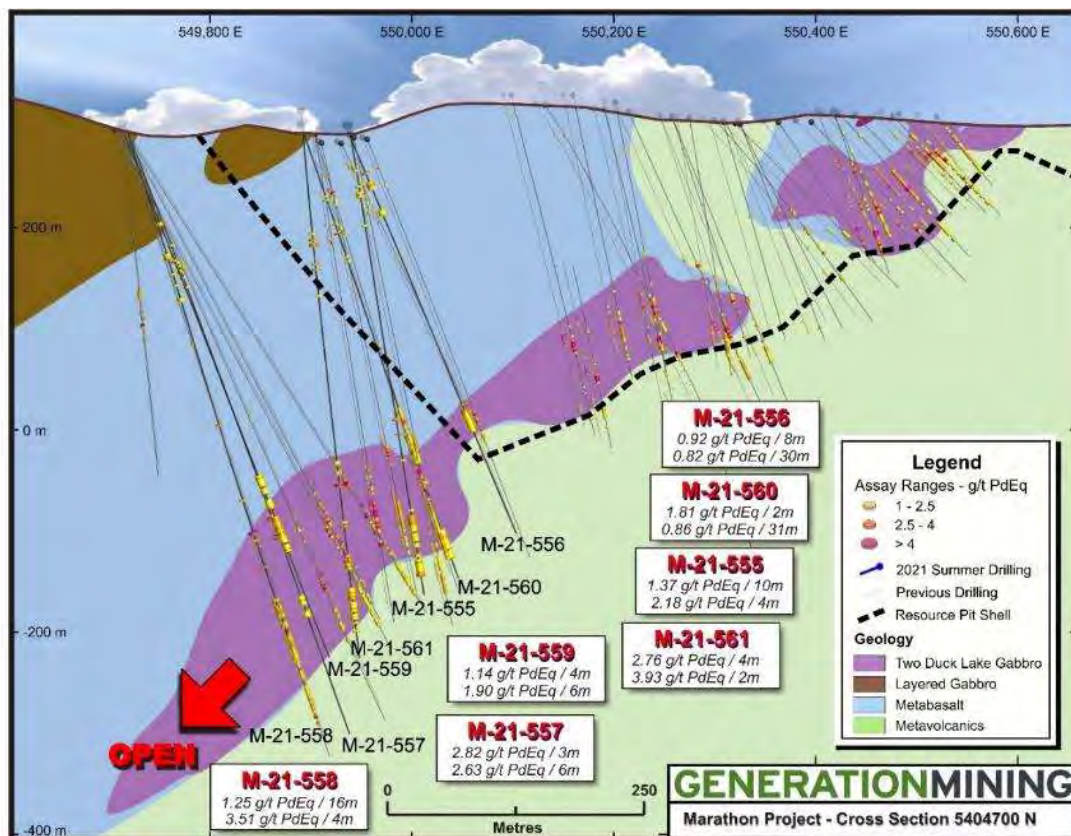 549,800 E
550,000 E
550,200 E
550,400 E
550,600 E
200 m
0 m
-200 m
-400 m
M-21-556
M-21-560
M-21-555
M-21-561
M-21-559
M-21-558
M-21-557
OPEN
M-21-556
0.92 g/t PdEq / 8m
0.82 g/t PdEq / 30m
M-21-560
1.81 g/t PdEq / 2m
0.86 g/t PdEq / 31m
M-21-555
1.37 g/t PdEq / 10m
2.18 g/t PdEq / 4m
M-21-561
2.76 g/t PdEq / 4m
3.93 g/t PdEq / 2m
M-21-559
1.14 g/t PdEq / 4m
1.90 g/t PdEq / 6m
M-21-557
2.82 g/t PdEq / 3m
2.63 g/t PdEq / 6m
M-21-558
1.25 g/t PdEq / 16m
3.51 g/t PdEq / 4m
Legend
Assay Ranges - g/t PdEq
1 - 2.5
2.5 - 4
> 4
2021 Summer Drilling
Previous Drilling
Resource Pit Shell
Geology
Two Duck Lake Gabbro
Layered Gabbro
Metabasalt
Metavolcanics
0
250
Metres
GENERATIONMINING
Marathon Project - Cross Section 5404700 N